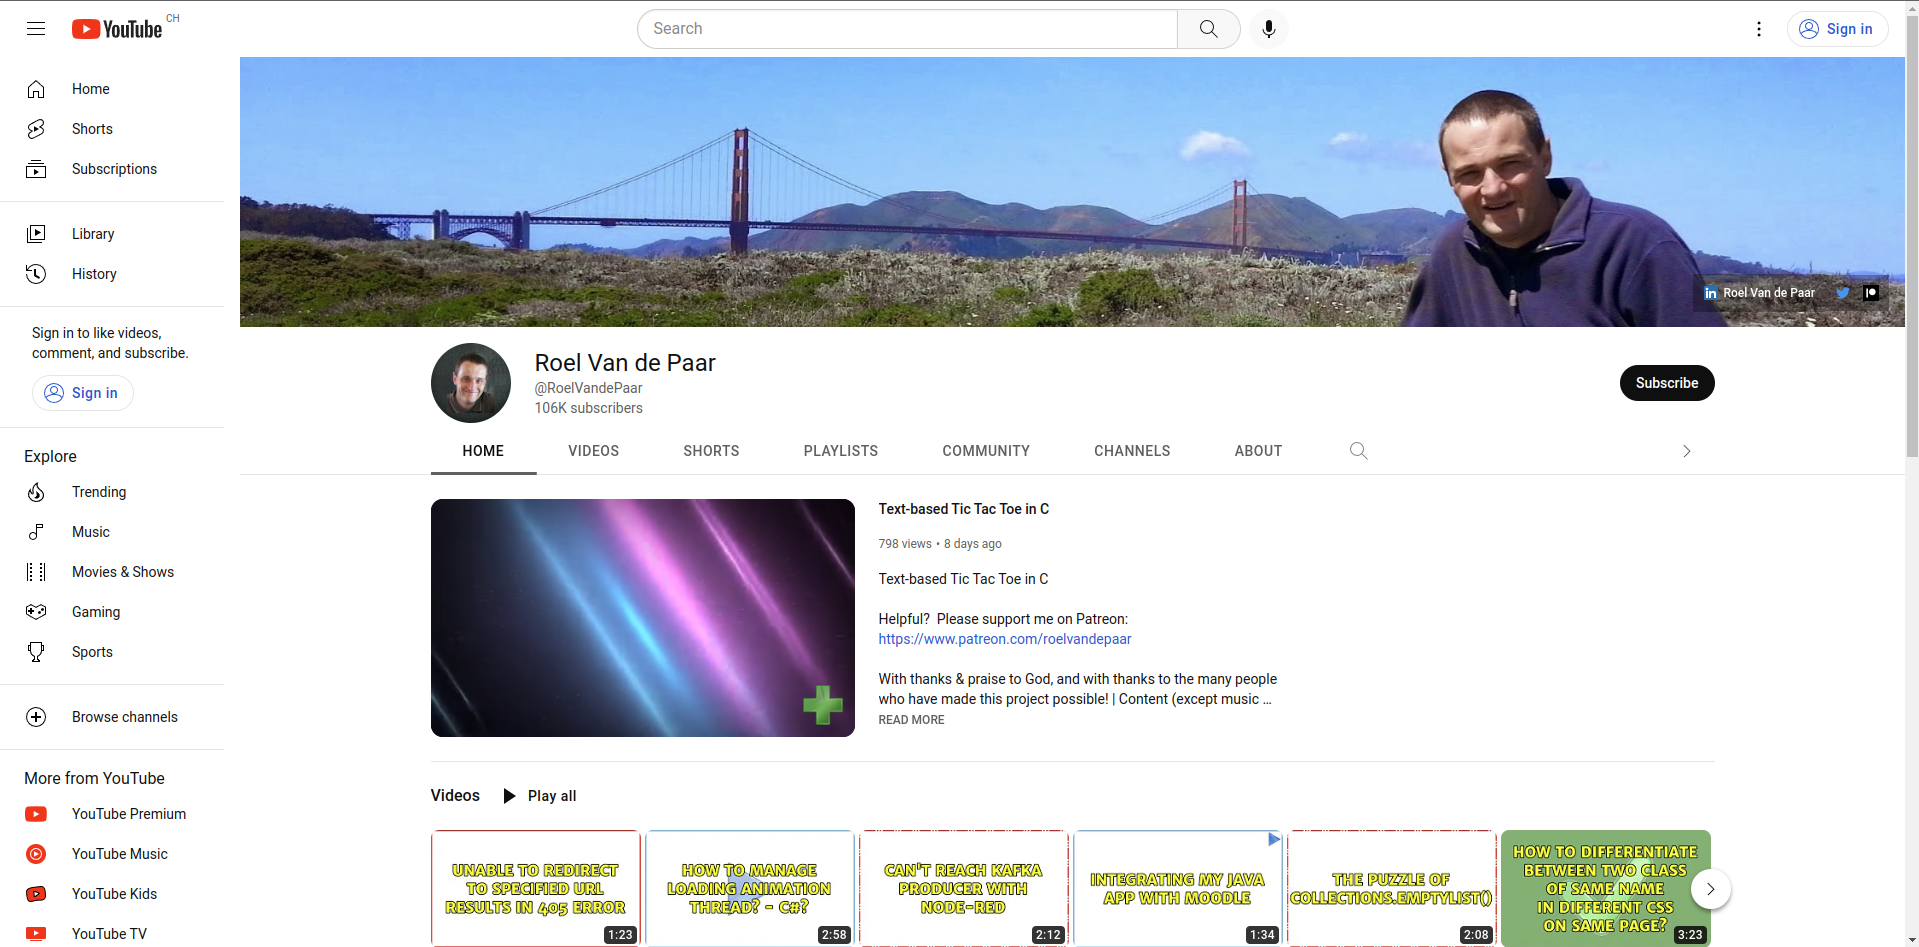 YouTube CH
Search
Sign in
Home
Shorts
Subscriptions
Library
History
Sign in to like videos,
comment, and subscribe.
Sign in
Explore
Trending
Music
Movies & Shows
Gaming
Sports
Browse channels
More from YouTube
YouTube Premium
YouTube Music
YouTube Kids
YouTube TV
in Roel Van de Paar
Roel Van de Paar
@RoelVandePaar
106K subscribers
Subscribe
HOME VIDEOS SHORTS PLAYLISTS COMMUNITY CHANNELS ABOUT
Text-based Tic Tac Toe in C
798 views • 8 days ago
Text-based Tic Tac Toe in C
Helpful?  Please support me on Patreon:
https://www.patreon.com/roelvandepaar
With thanks & praise to God, and with thanks to the many people
who have made this project possible! | Content (except music ...
READ MORE
Videos Play all
UNABLE TO REDIRECT
TO SPECIFIED URL
RESULTS IN 405 ERROR
1:23
HOW TO MANAGE
LOADING ANIMATION
THREAD? - C#?
2:58
CAN'T REACH KAFKA
PRODUCER WITH
NODE-RED
2:12
INTEGRATING MY JAVA
APP WITH MOODLE
1:34
THE PUZZLE OF
COLLECTIONS.EMPTYLIST()
2:08
HOW TO DIFFERENTIATE
BETWEEN TWO CLASS
OF SAME NAME
IN DIFFERENT CSS
ON SAME PAGE?
3:23